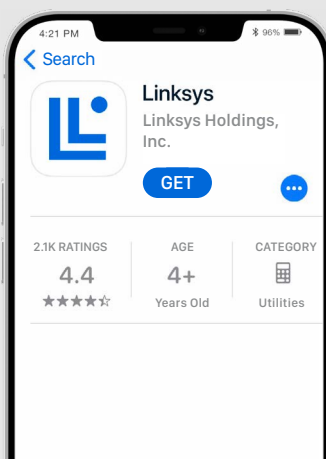 4:21 PM
96%
Search
Linksys
Linksys Holdings,
Inc.
GET
2.1K RATINGS
AGE
CATEGORY
4.4
4+
Years Old
Utilities